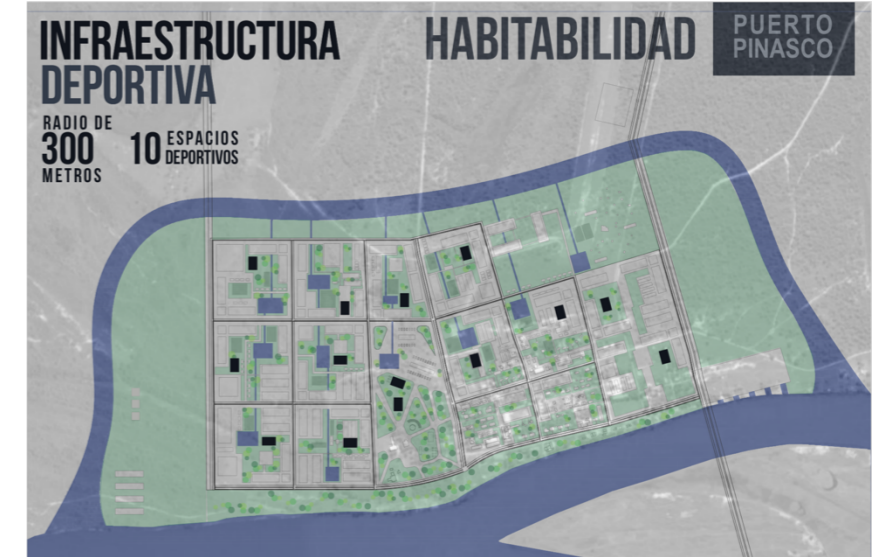 INFRAESTRUCTURA
DEPORTIVA
RADIO DE
300
METROS
10 ESPACIOS
DEPORTIVOS
HABITABILIDAD
PUERTO
PINASCO